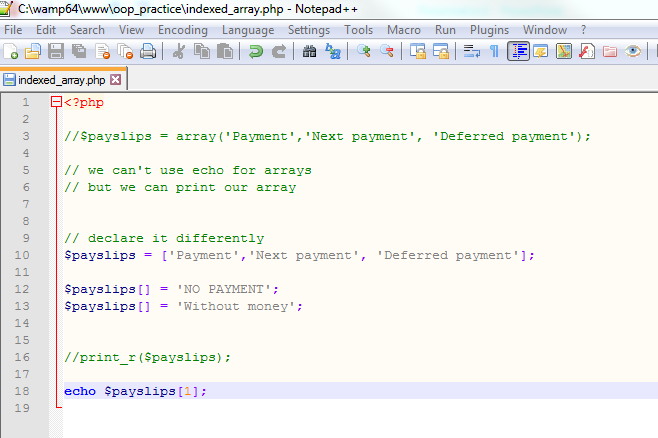 C:\wamp64\www\oop_practice\indexed_array.php - Notepad++
File Edit Search View Encoding Language Settings Tools Macro Run Plugins Window ?
indexed_array.php
1 <?php
2
3 //$payslips = array('Payment','Next payment', 'Deferred payment');
4
5 // we can't use echo for arrays
6 // but we can print our array
7
8
9 // declare it differently
10 $payslips = ['Payment','Next payment', 'Deferred payment'];
11
12 $payslips[] = 'NO PAYMENT';
13 $payslips[] = 'Without money';
14
15
16 //print_r($payslips);
17
18 echo $payslips[1];
19